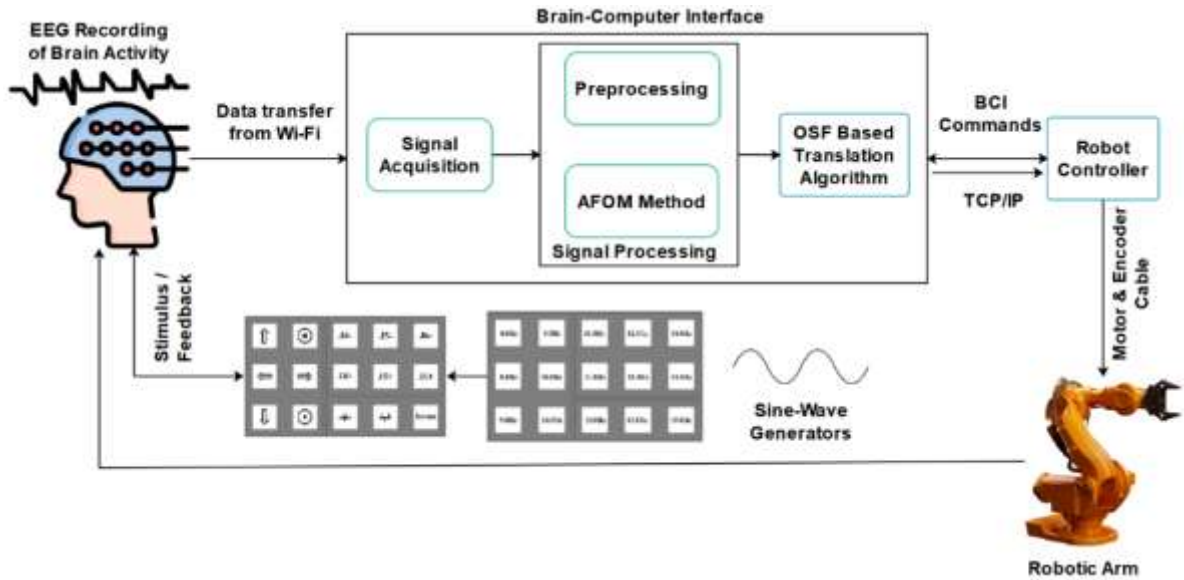 EEG Recording
of Brain Activity
Data transfer
from Wi-Fi
Brain-Computer Interface
Signal
Acquisition
Preprocessing
AFOM Method
Signal Processing
OSF Based
Translation
Algorithm
BCI
Commands
TCP/IP
Robot
Controller
Motor & Encoder
Cable
Stimulus /
Feedback
Sine-Wave
Generators
Robotic Arm